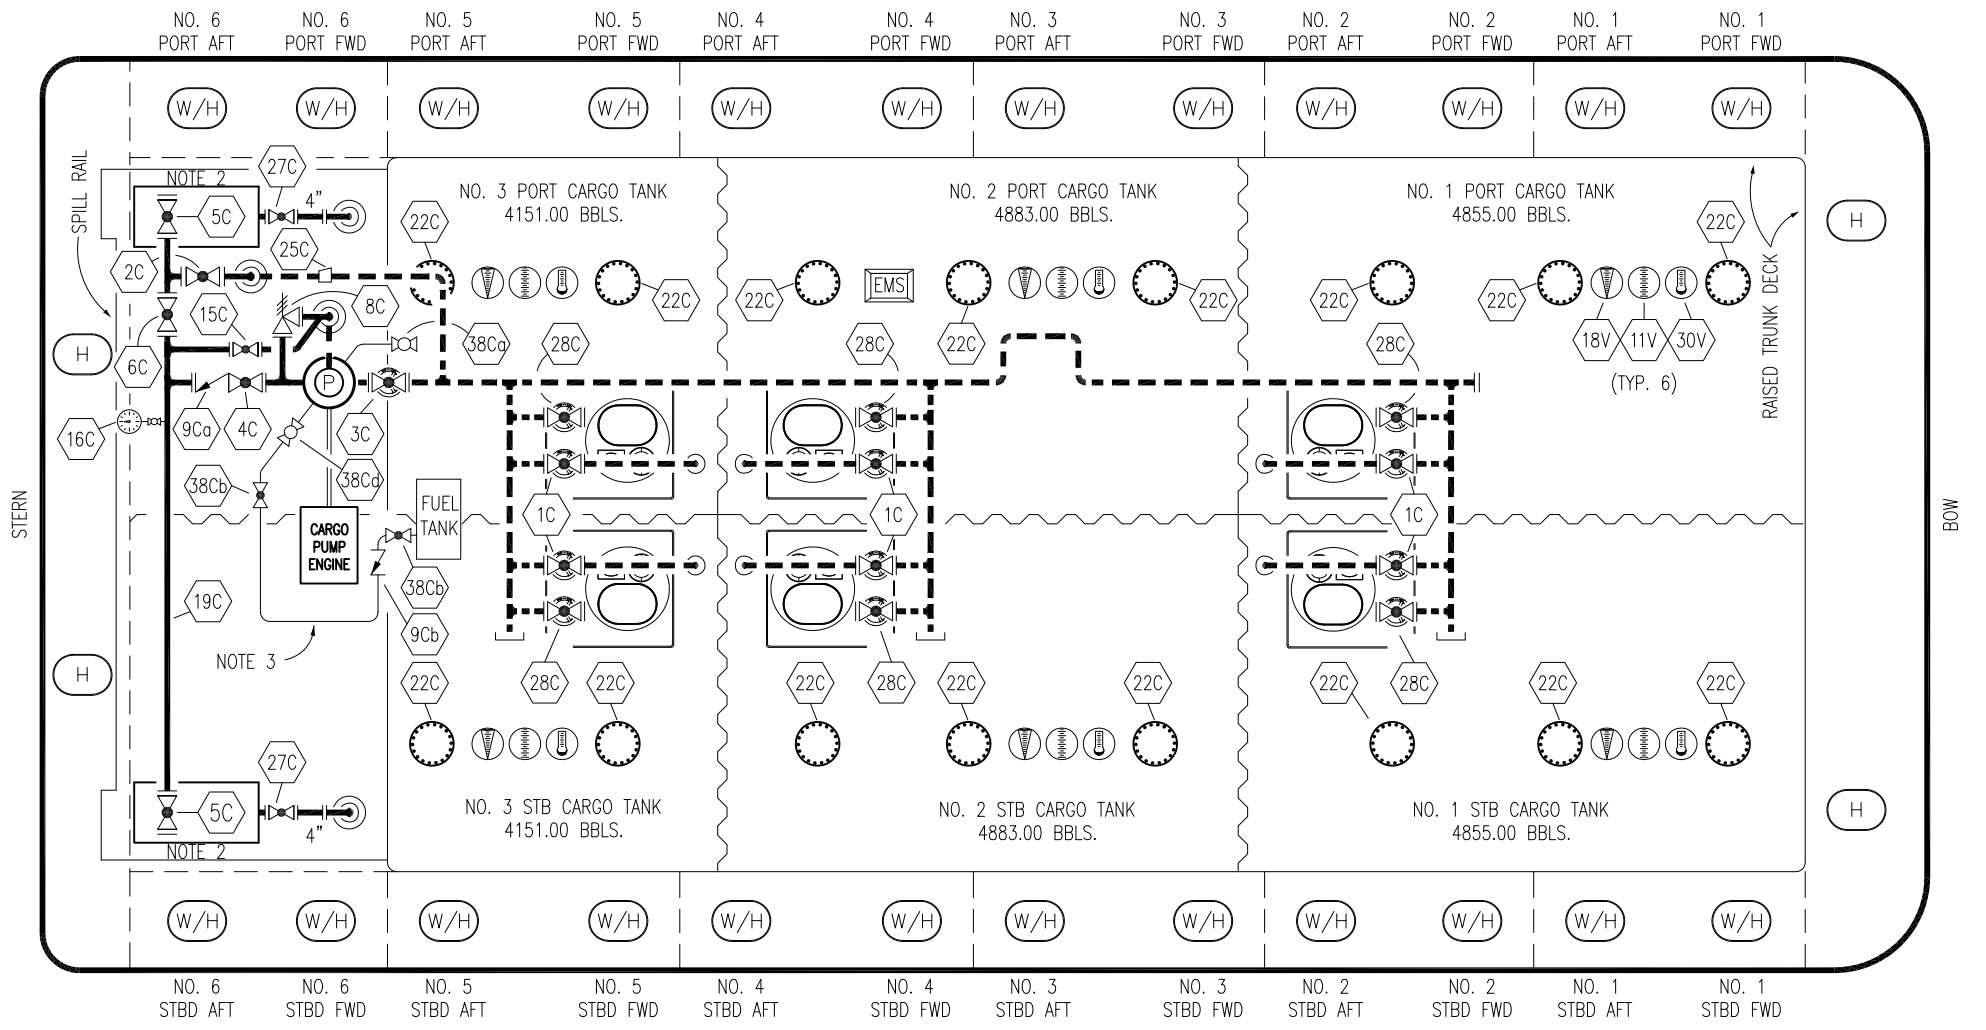 NO. 6 NO. 6 NO. 5 NO. 5 NO. 4 NO. 4 NO. 3 NO. 3 NO. 2 NO. 2 NO. 1 NO. 1
PORT AFT PORT FWD PORT AFT PORT FWD PORT AFT PORT FWD PORT AFT PORT FWD PORT AFT PORT FWD PORT AFT PORT FWD
W/H W/H W/H W/H W/H W/H W/H W/H W/H W/H W/H W/H
SPILL RAIL
27C
NOTE 2
4"
5C
NO. 3 PORT CARGO TANK
4151.00 BBLS.
NO. 2 PORT CARGO TANK
4883.00 BBLS.
NO. 1 PORT CARGO TANK
4855.00 BBLS.
22C
22C
H
25C
2C
22C
22C
EMS
22C
22C
22C
15C
8C
6C
38Ca
28C
28C
22C
28C
18V 11V 30V
(TYP. 6)
RAISED TRUNK DECK
H
P
16C
9Ca
4C
3C
38Cb
38Cd
FUEL
TANK
STERN
CARGO
PUMP
ENGINE
1C
1C
1C
BOW
38Cb
19C
9Cb
NOTE 3
H
22C
28C
22C
22C
28C
22C
22C
22C
28C
22C
22C
27C
5C
4"
NOTE 2
NO. 3 STB CARGO TANK
4151.00 BBLS.
NO. 2 STB CARGO TANK
4883.00 BBLS.
NO. 1 STB CARGO TANK
4855.00 BBLS.
H
W/H W/H W/H W/H W/H W/H W/H W/H W/H W/H W/H W/H
NO. 6 NO. 6 NO. 5 NO. 5 NO. 4 NO. 4 NO. 3 NO. 3 NO. 2 NO. 2 NO. 1 NO. 1
STBD AFT STBD FWD STBD AFT STBD FWD STBD AFT STBD FWD STBD AFT STBD FWD STBD AFT STBD FWD STBD AFT STBD FWD